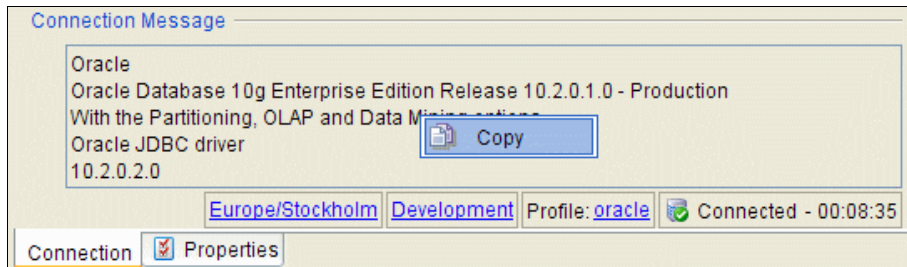 Connection Message
Oracle
Oracle Database 10g Enterprise Edition Release 10.2.0.1.0 - Production
With the Partitioning, OLAP and Data Mining options
Copy
Oracle JDBC driver
10.2.0.2.0
Europe/Stockholm Development Profile: oracle Connected - 00:08:35
Connection Properties